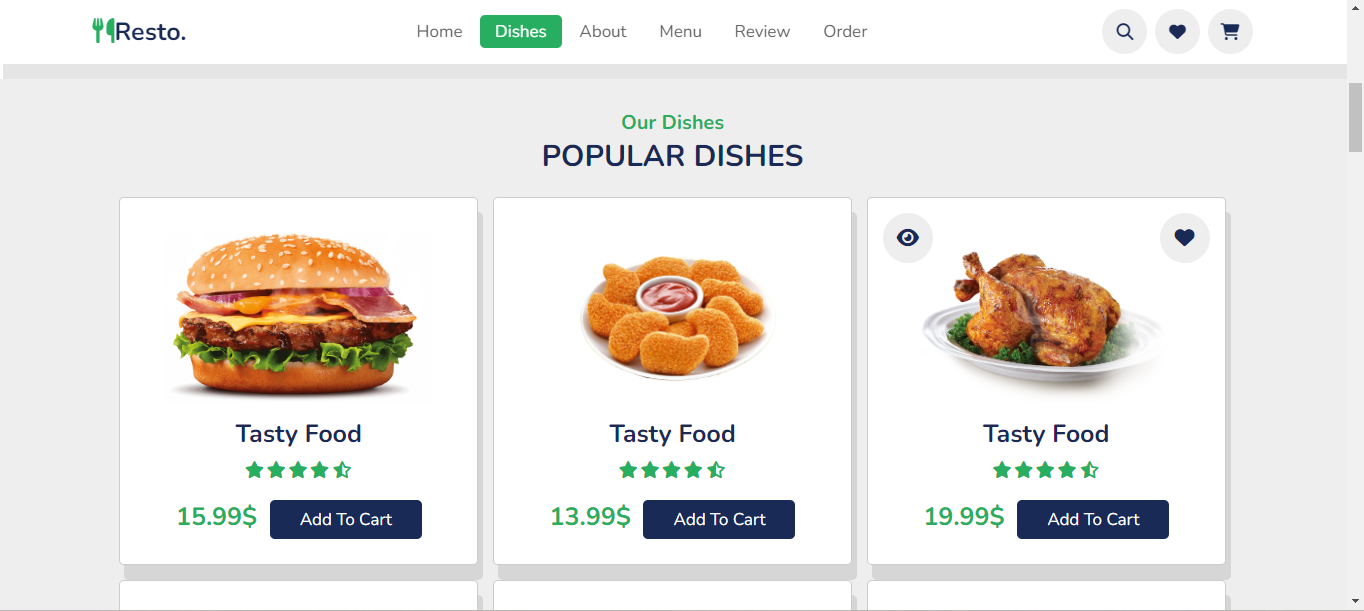 Resto.
Home Dishes About Menu Review Order
Our Dishes
POPULAR DISHES
Tasty Food Tasty Food Tasty Food
15.99$ Add To Cart 13.99$ Add To Cart 19.99$ Add To Cart